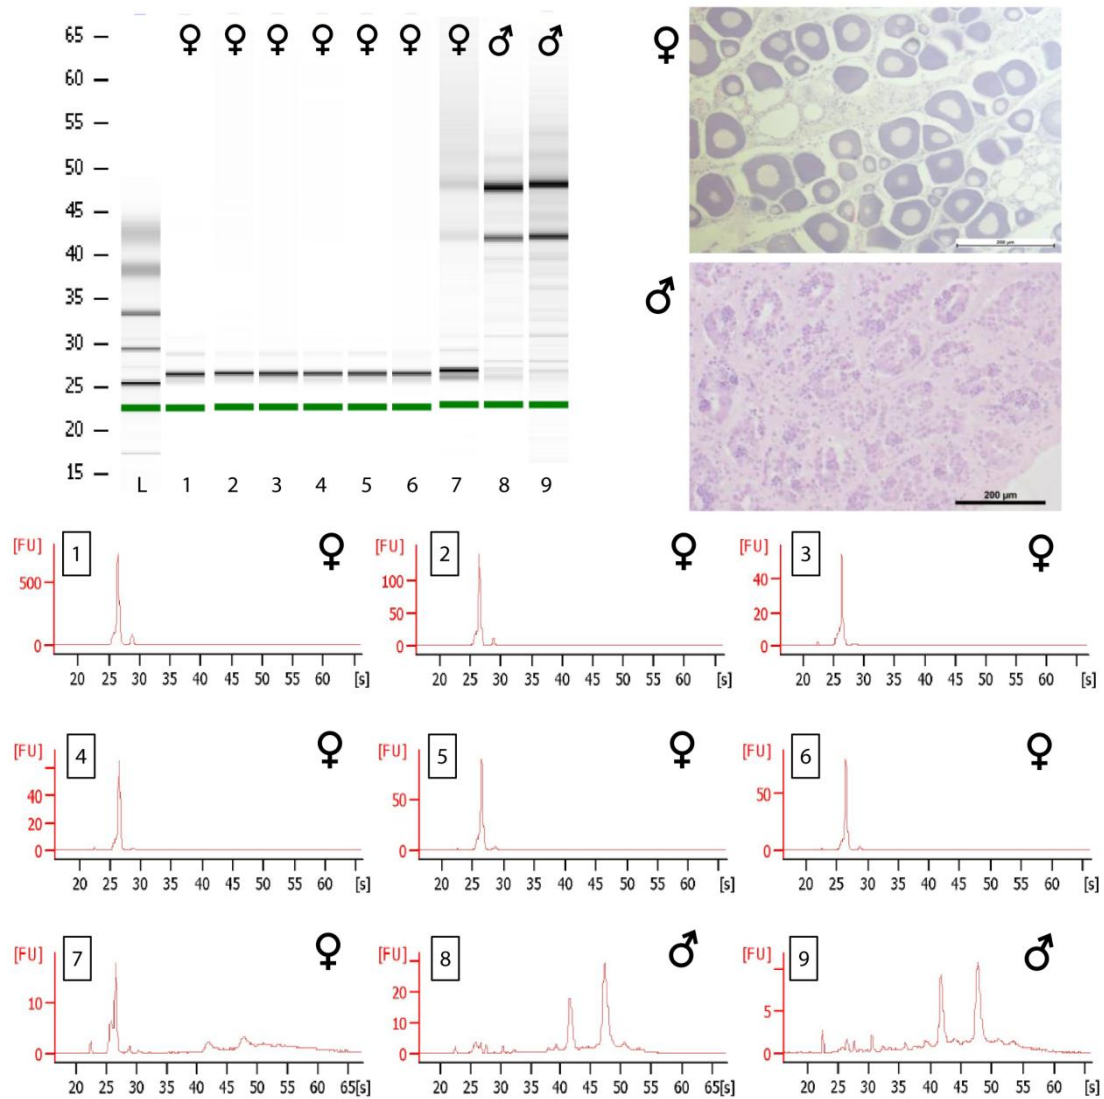 65 ♀ ♀ ♀ ♀ ♀ ♀ ♀ ♂ ♂ ♀
60
55
50
45
40
35
30
25
20
15
L 1 2 3 4 5 6 7 8 9
200 µm
♂
200 µm
[FU] 1 ♀
500
0
20 25 30 35 40 45 50 55 60 [s]
[FU] 2 ♀
100
50
0
20 25 30 35 40 45 50 55 60 [s]
[FU] 3 ♀
40
20
0
20 25 30 35 40 45 50 55 60 [s]
[FU] 4 ♀
40
20
0
20 25 30 35 40 45 50 55 60 [s]
[FU] 5 ♀
50
0
20 25 30 35 40 45 50 55 60 [s]
[FU] 6 ♀
50
0
20 25 30 35 40 45 50 55 60 [s]
[FU] 7 ♀
10
0
20 25 30 35 40 45 50 55 60 65 [s]
[FU] 8 ♂
20
10
0
20 25 30 35 40 45 50 55 60 [s]
[FU] 9 ♂
5
0
20 25 30 35 40 45 50 55 60 [s]